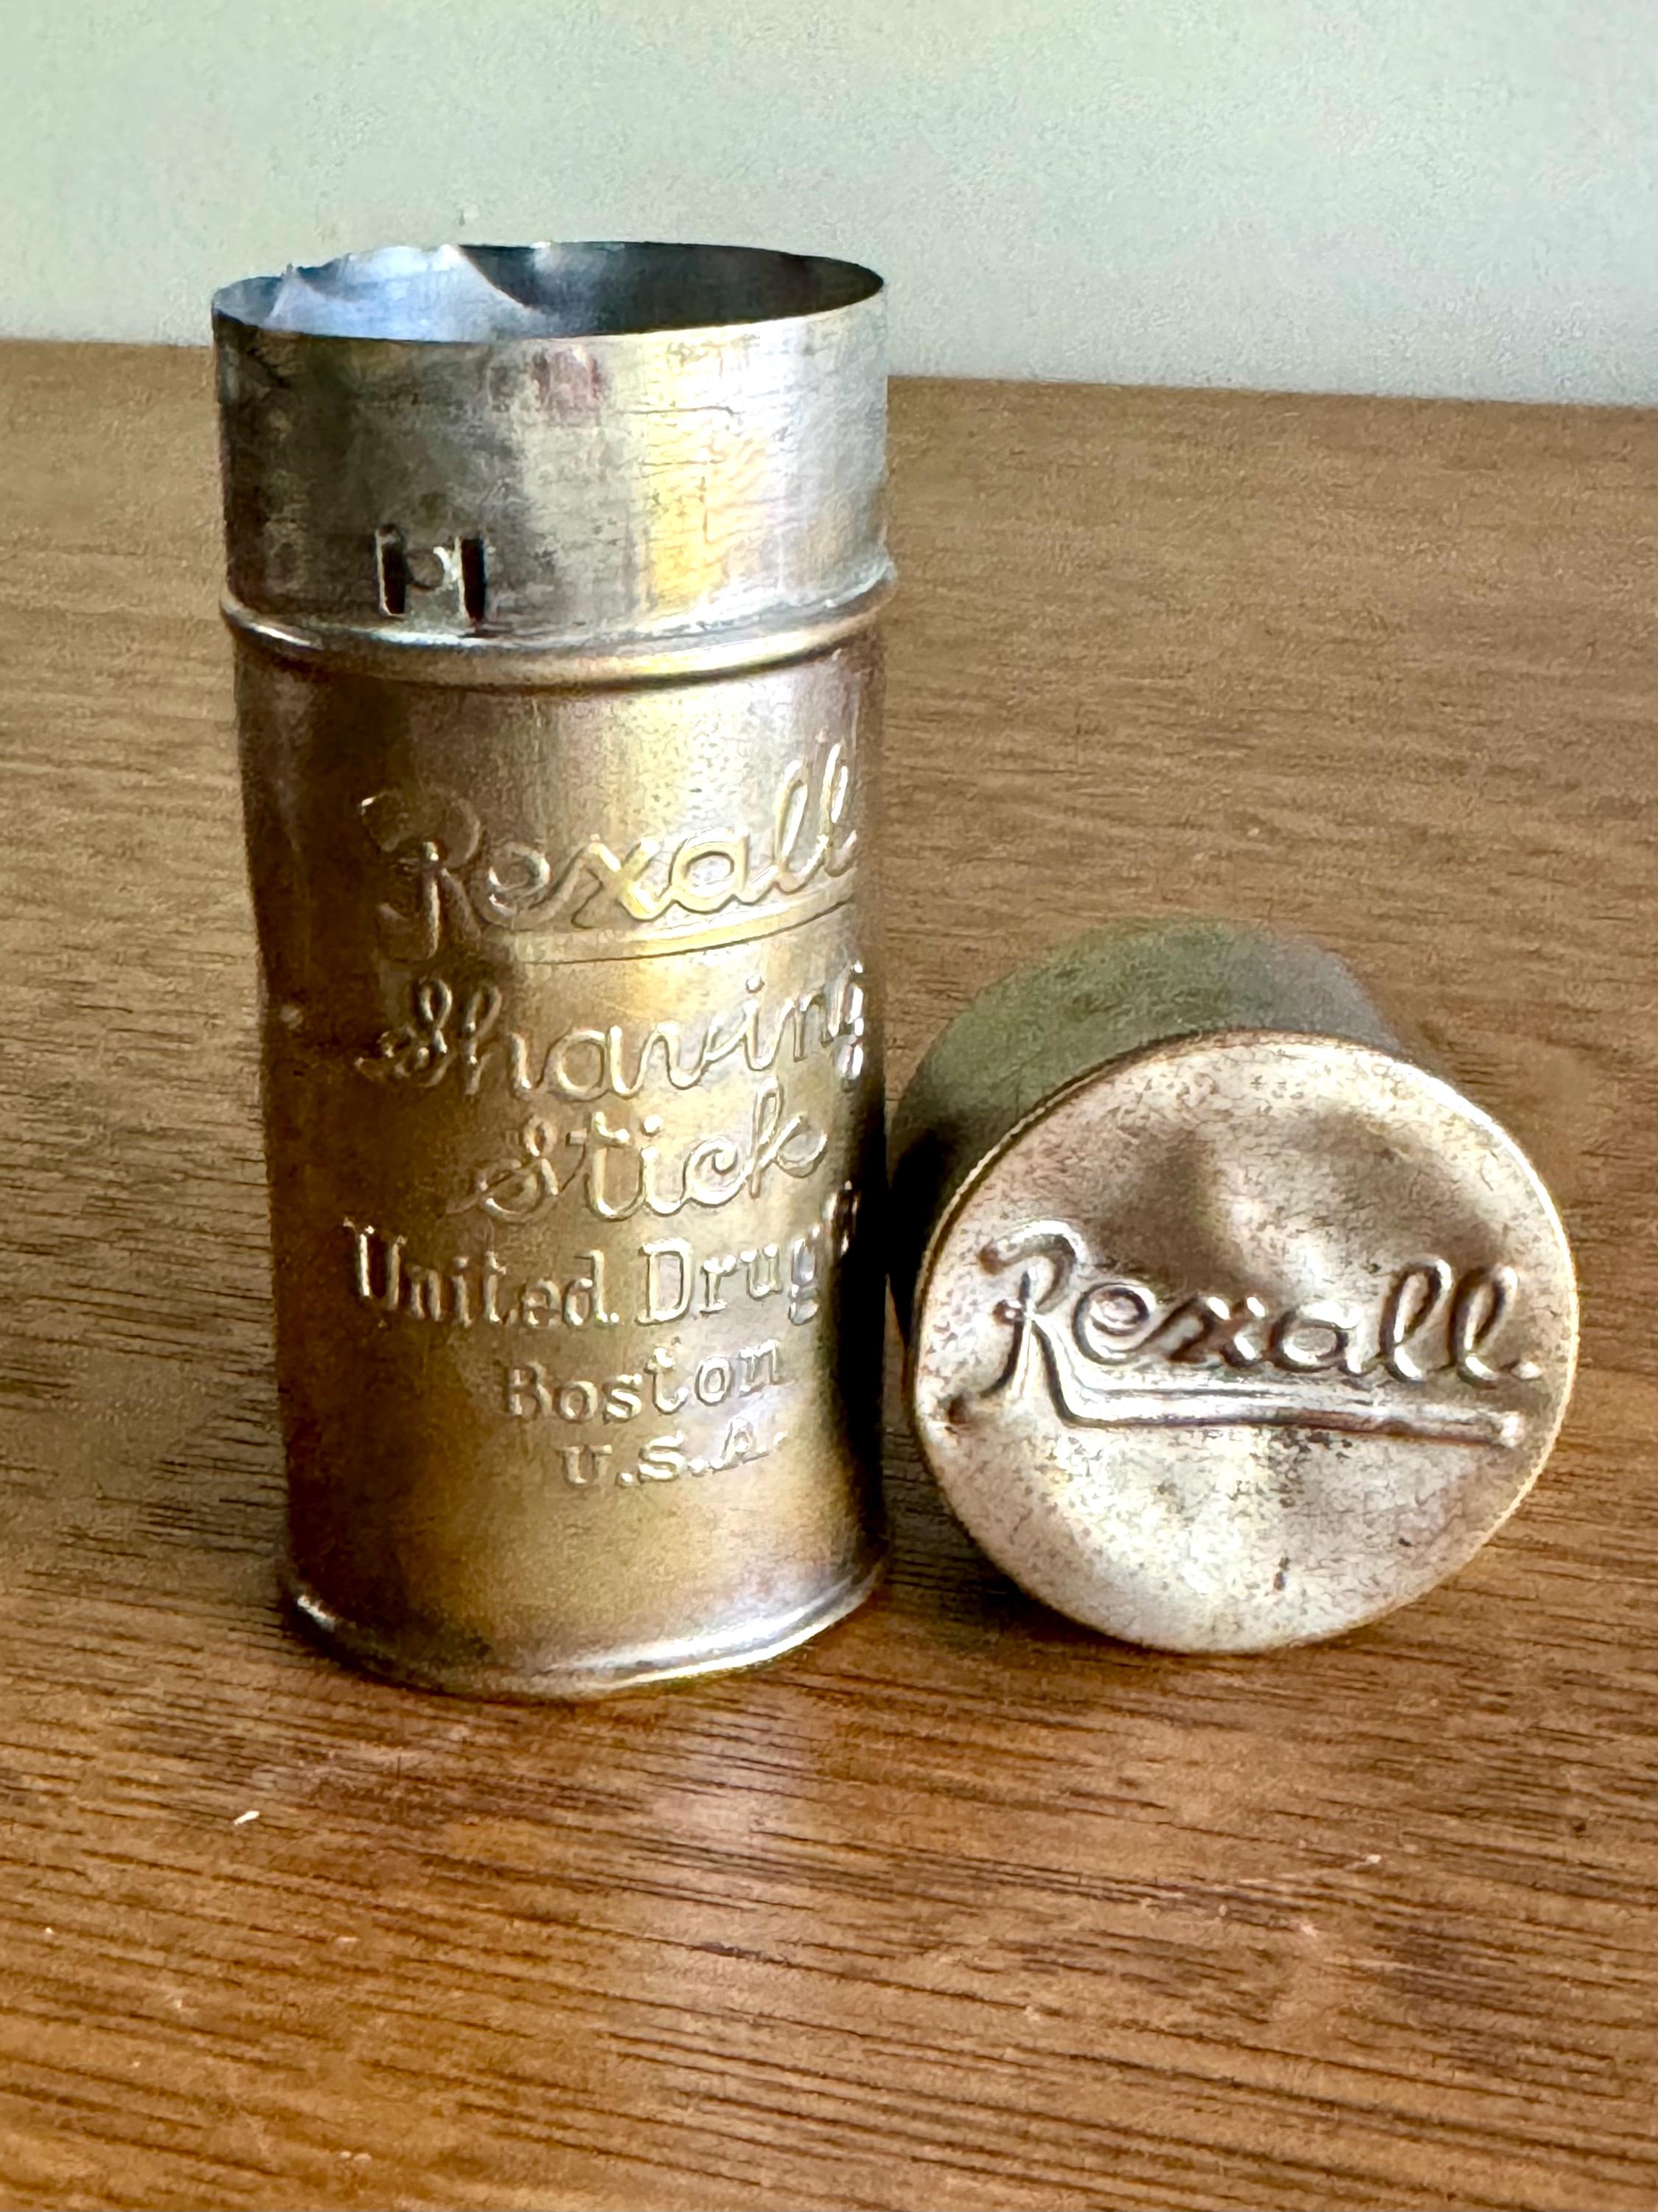 Rexall
Shaving
Stick
United Drug
Boston
U.S.A.
Rexall